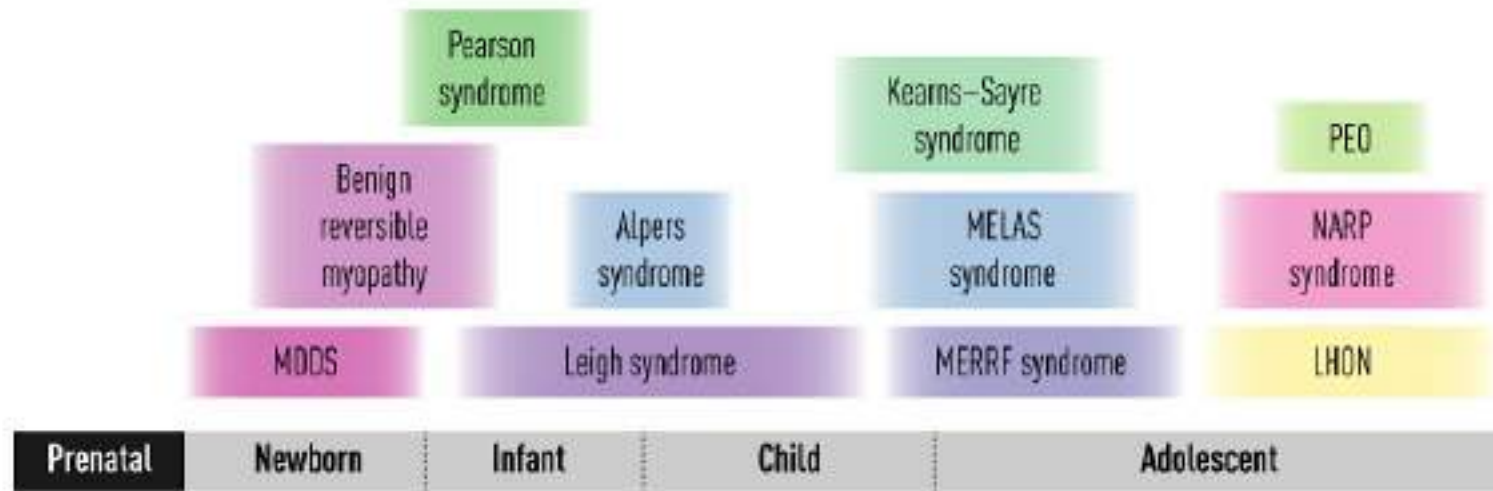 Pearson
syndrome
Kearns–Sayre
syndrome
PEO
Benign
reversible
myopathy
Alpers
syndrome
MELAS
syndrome
NARP
syndrome
MDDS
Leigh syndrome
MERRF syndrome
LHON
Prenatal
Newborn
Infant
Child
Adolescent